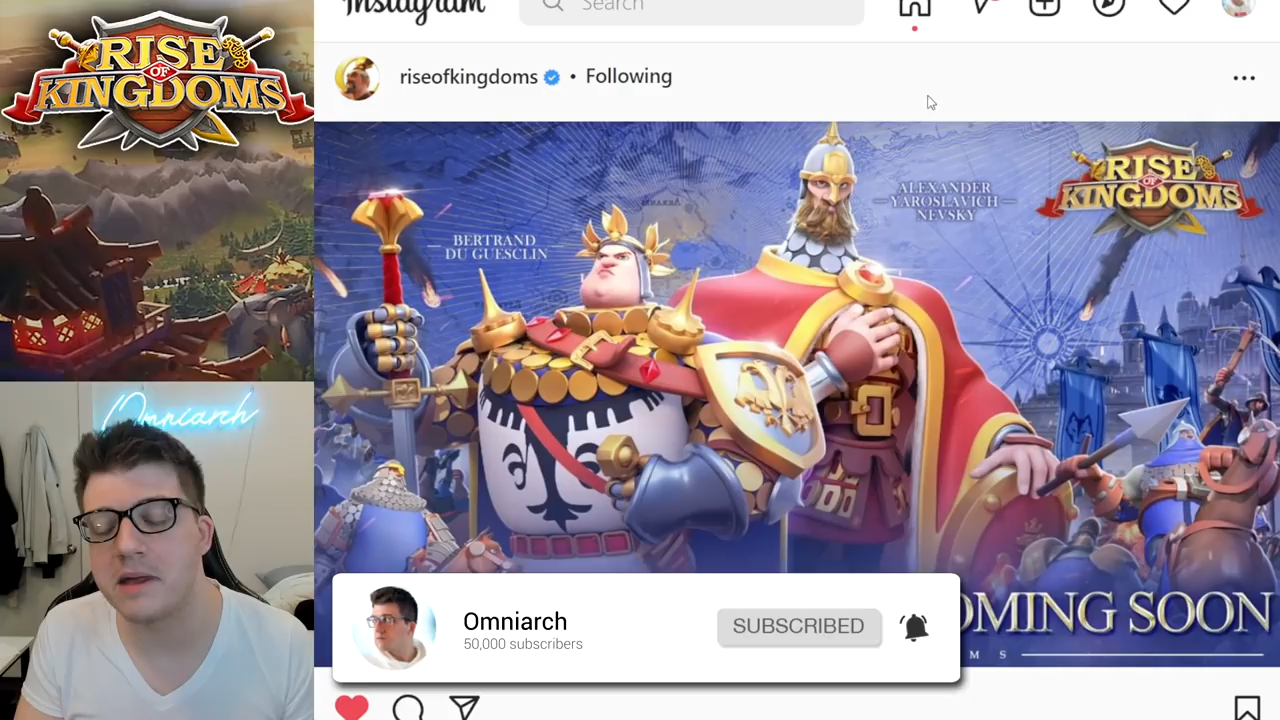 RISE
OF
KINGDOMS
Omniarch
Instagram
Search
riseofkingdoms • Following
BERTRAND
DU GUESCLIN
ALEXANDER
YAROSLAVICH
NEVSKY
RISE
OF
KINGDOMS
OMING SOON
M S
Omniarch
50,000 subscribers
SUBSCRIBED